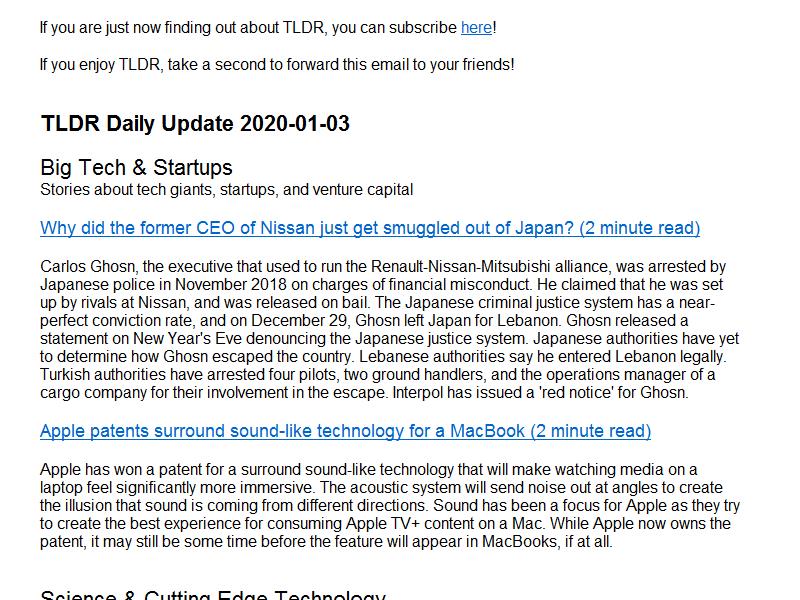 If you are just now finding out about TLDR, you can subscribe here!
If you enjoy TLDR, take a second to forward this email to your friends!
TLDR Daily Update 2020-01-03
Big Tech & Startups
Stories about tech giants, startups, and venture capital
Why did the former CEO of Nissan just get smuggled out of Japan? (2 minute read)
Carlos Ghosn, the executive that used to run the Renault-Nissan-Mitsubishi alliance, was arrested by
Japanese police in November 2018 on charges of financial misconduct. He claimed that he was set
up by rivals at Nissan, and was released on bail. The Japanese criminal justice system has a near-
perfect conviction rate, and on December 29, Ghosn left Japan for Lebanon. Ghosn released a
statement on New Year's Eve denouncing the Japanese justice system. Japanese authorities have yet
to determine how Ghosn escaped the country. Lebanese authorities say he entered Lebanon legally.
Turkish authorities have arrested four pilots, two ground handlers, and the operations manager of a
cargo company for their involvement in the escape. Interpol has issued a 'red notice' for Ghosn.
Apple patents surround sound-like technology for a MacBook (2 minute read)
Apple has won a patent for a surround sound-like technology that will make watching media on a
laptop feel significantly more immersive. The acoustic system will send noise out at angles to create
the illusion that sound is coming from different directions. Sound has been a focus for Apple as they try
to create the best experience for consuming Apple TV+ content on a Mac. While Apple now owns the
patent, it may still be some time before the feature will appear in MacBooks, if at all.
Science & Cutting Edge Technology